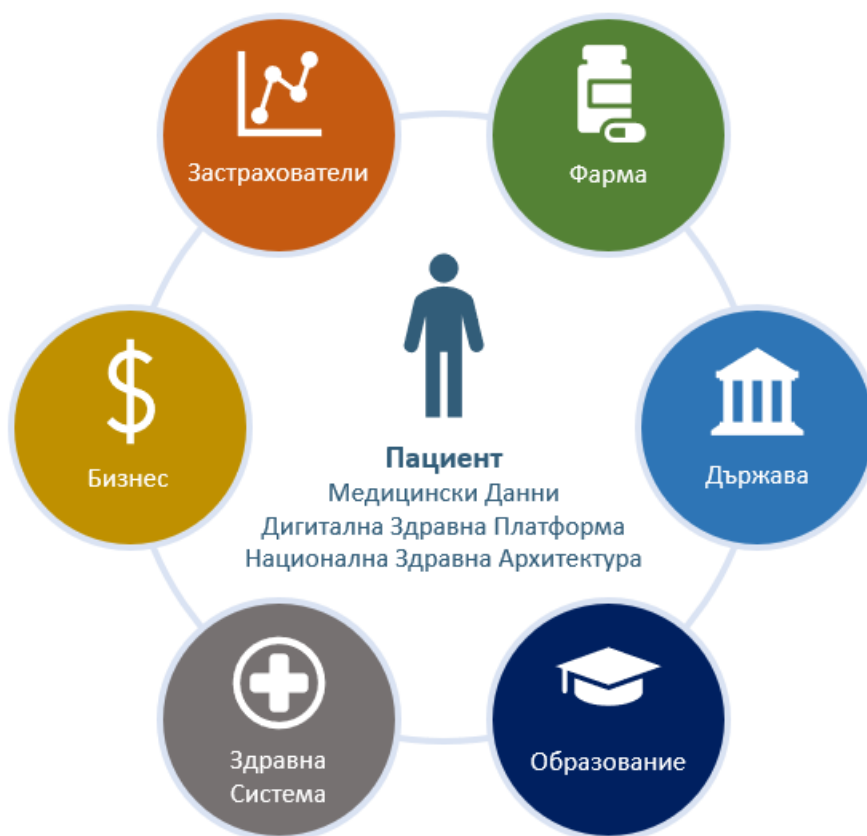 Застрахователи
Фарма
Бизнес
Държава
Пациент
Медицински Данни
Дигитална Здравна Платформа
Национална Здравна Архитектура
Здравна
Система
Образование